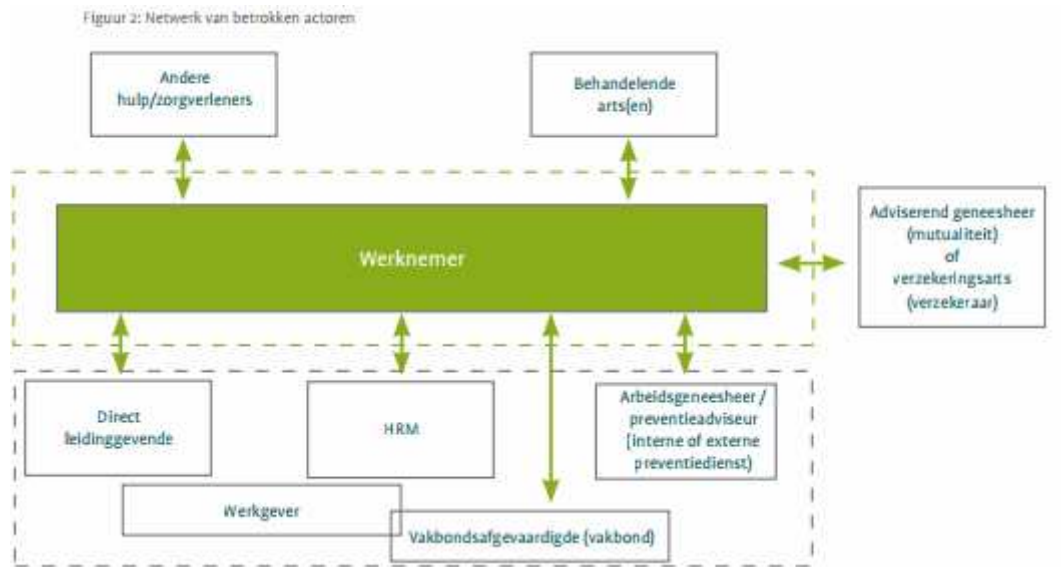 Figuur 2: Netwerk van betrokken actoren
Andere
hulp/zorgverleners
Behandelende
arts(en)
Werknemer
Adviserend geneesheer
(mutualiteit)
of
verzekeringsarts
(verzekeraar)
Direct
leidinggevende
HRM
Arbeidsgeneesheer /
preventieadviseur
(interne of externe
preventiedienst)
Werkgever
Vakbondsafgevaardigde (vakbond)